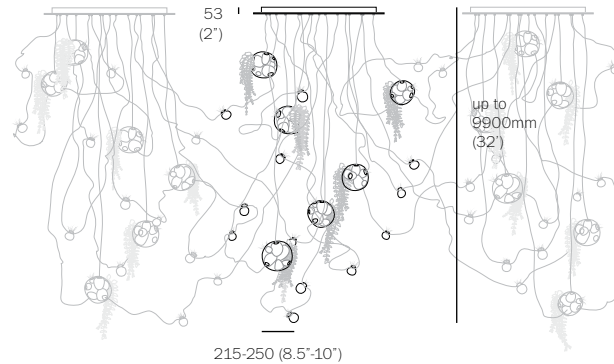 53
(2”)
up to
9900mm
(32’)
215-250 (8.5”-10”)